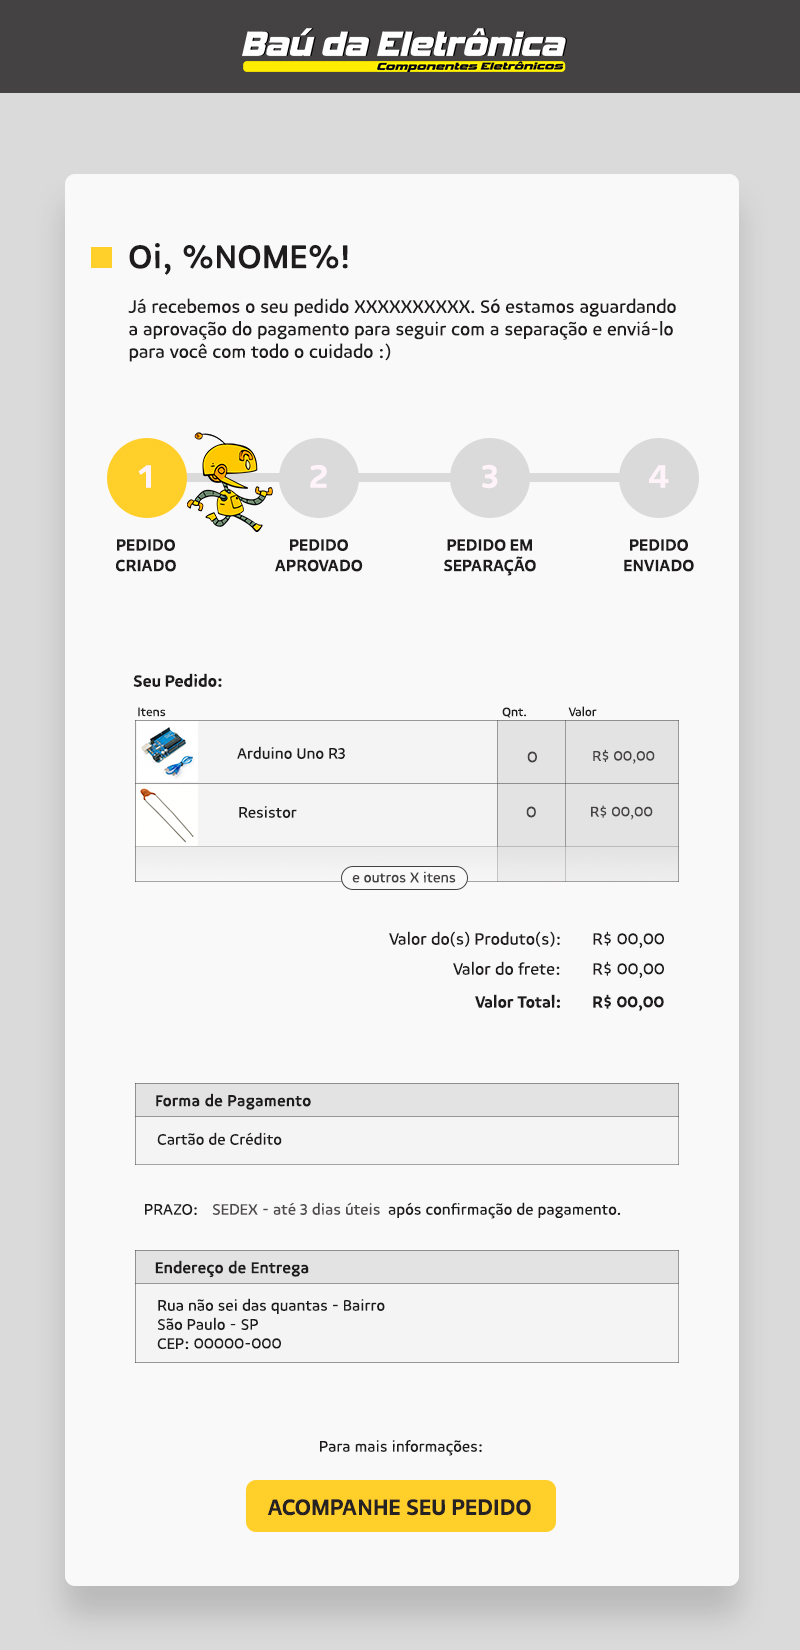 Baú da Eletrônica
Componentes Eletrônicos
Oi, %NOME%!
Já recebemos o seu pedido XXXXXXXXXX. Só estamos aguardando
a aprovação do pagamento para seguir com a separação e enviá-lo
para você com todo o cuidado :)
1 2 3 4
PEDIDO CRIADO
PEDIDO APROVADO
PEDIDO EM SEPARAÇÃO
PEDIDO ENVIADO
Seu Pedido:
Itens Qnt. Valor
Arduino Uno R3 0 R$ 00,00
Resistor 0 R$ 00,00
e outros X itens
Valor do(s) Produto(s): R$ 00,00
Valor do frete: R$ 00,00
Valor Total: R$ 00,00
Forma de Pagamento
Cartão de Crédito
PRAZO: SEDEX - até 3 dias úteis após confirmação de pagamento.
Endereço de Entrega
Rua não sei das quantas - Bairro
São Paulo - SP
CEP: 00000-000
Para mais informações:
ACOMPANHE SEU PEDIDO